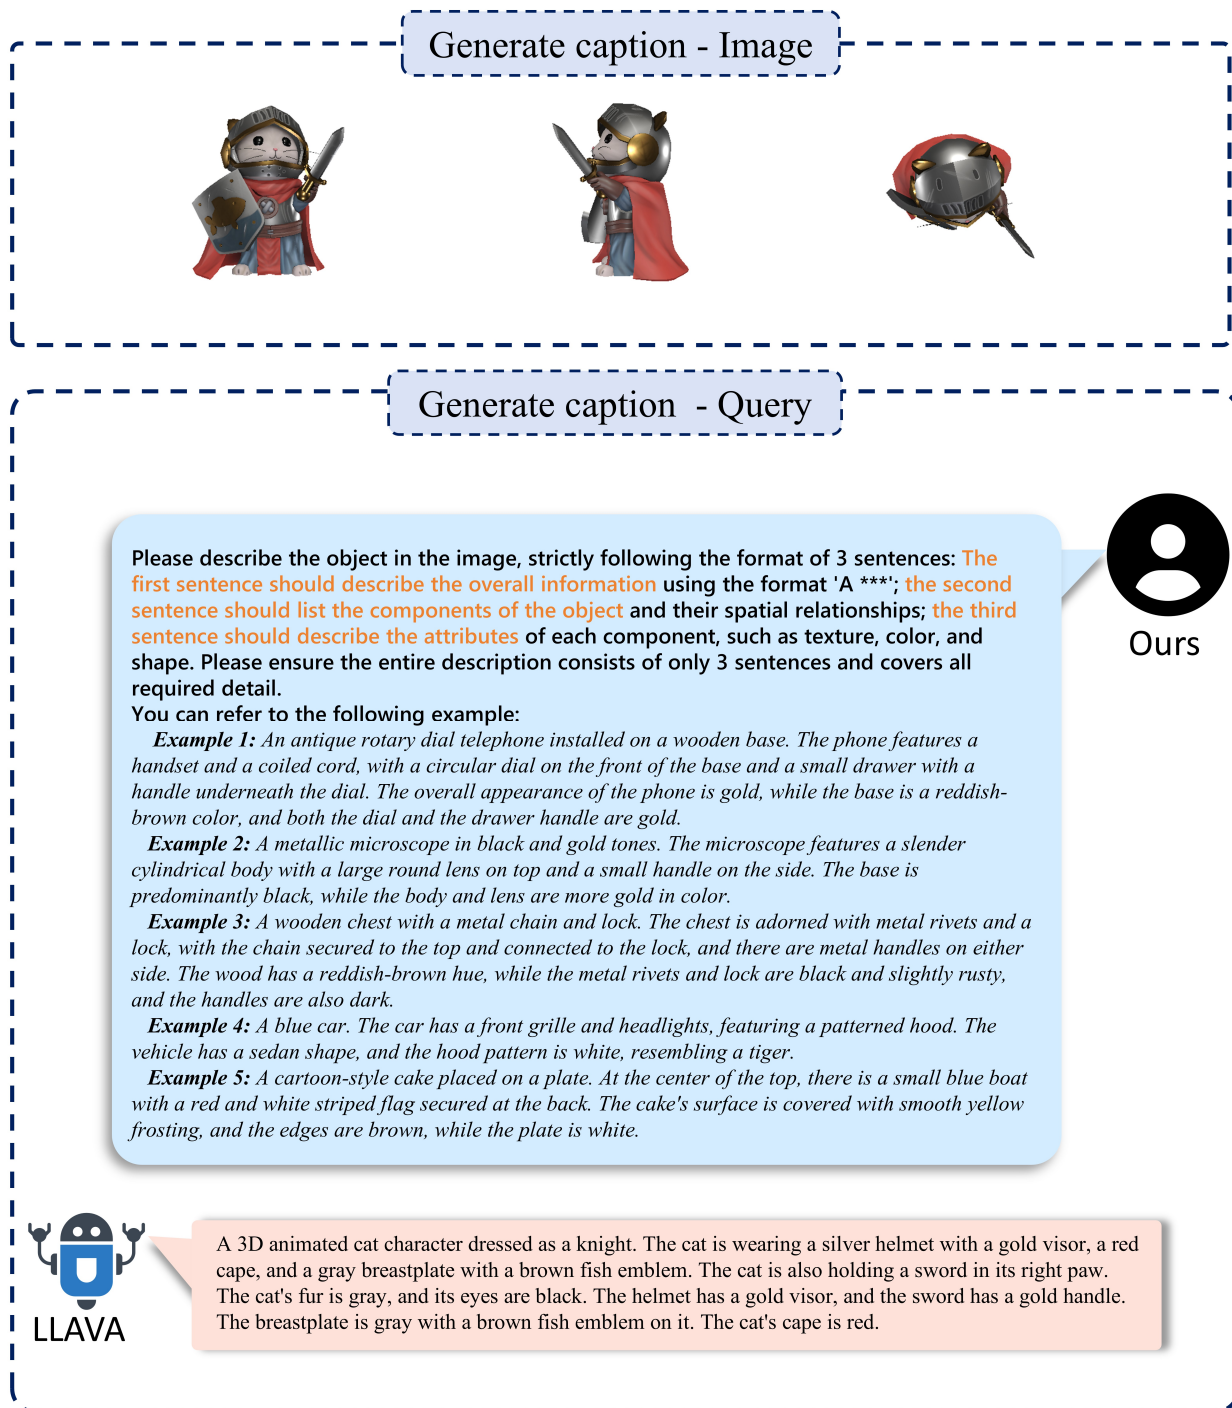 Generate caption - Image
Generate caption - Query
Please describe the object in the image, strictly following the format of 3 sentences: The
first sentence should describe the overall information using the format 'A ***'; the second
sentence should list the components of the object and their spatial relationships; the third
sentence should describe the attributes of each component, such as texture, color, and
shape. Please ensure the entire description consists of only 3 sentences and covers all
required detail.
You can refer to the following example:
Example 1: An antique rotary dial telephone installed on a wooden base. The phone features a
handset and a coiled cord, with a circular dial on the front of the base and a small drawer with a
handle underneath the dial. The overall appearance of the phone is gold, while the base is a reddish-
brown color, and both the dial and the drawer handle are gold.
Example 2: A metallic microscope in black and gold tones. The microscope features a slender
cylindrical body with a large round lens on top and a small handle on the side. The base is
predominantly black, while the body and lens are more gold in color.
Example 3: A wooden chest with a metal chain and lock. The chest is adorned with metal rivets and a
lock, with the chain secured to the top and connected to the lock, and there are metal handles on either
side. The wood has a reddish-brown hue, while the metal rivets and lock are black and slightly rusty,
and the handles are also dark.
Example 4: A blue car. The car has a front grille and headlights, featuring a patterned hood. The
vehicle has a sedan shape, and the hood pattern is white, resembling a tiger.
Example 5: A cartoon-style cake placed on a plate. At the center of the top, there is a small blue boat
with a red and white striped flag secured at the back. The cake's surface is covered with smooth yellow
frosting, and the edges are brown, while the plate is white.
Ours
A 3D animated cat character dressed as a knight. The cat is wearing a silver helmet with a gold visor, a red
cape, and a gray breastplate with a brown fish emblem. The cat is also holding a sword in its right paw.
The cat's fur is gray, and its eyes are black. The helmet has a gold visor, and the sword has a gold handle.
The breastplate is gray with a brown fish emblem on it. The cat's cape is red.
LLAVA